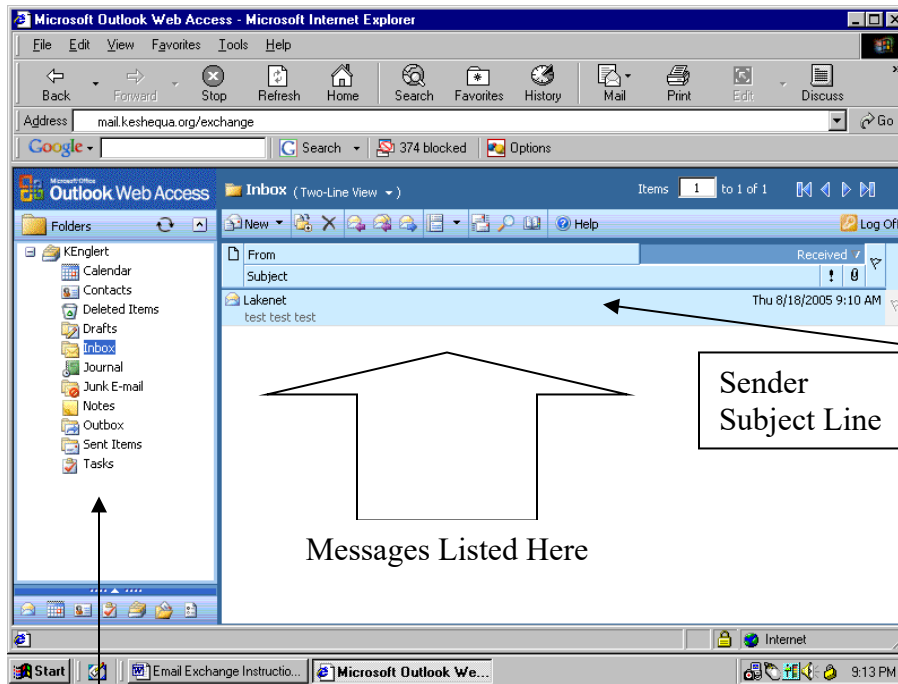 Microsoft Outlook Web Access - Microsoft Internet Explorer
File Edit View Favorites Tools Help
Back Forward Stop Refresh Home Search Favorites History Mail Print Edit Discuss »
Address mail.keshequa.org/exchange Go
Google Search 374 blocked Options
Microsoft Office
Outlook Web Access
Inbox (Two-Line View) Items 1 to 1 of 1
Folders
New Help Log Off
KEnglert
Calendar
Contacts
Deleted Items
Drafts
Inbox
Journal
Junk E-mail
Notes
Outbox
Sent Items
Tasks
From Received
Subject
Lakenet Thu 8/18/2005 9:10 AM
test test test
Sender
Subject Line
Messages Listed Here
Internet
Start Email Exchange Instructio... Microsoft Outlook We... 9:13 PM